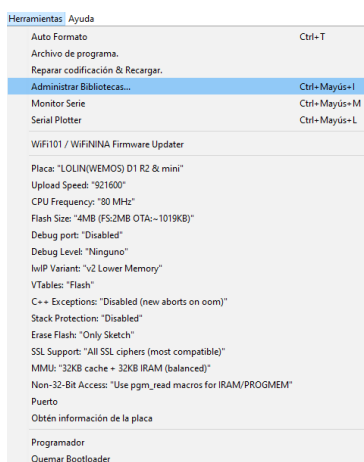 Herramientas Ayuda
Auto Formato Ctrl+T
Archivo de programa.
Reparar codificación & Recargar.
Administrar Bibliotecas... Ctrl+Mayús+I
Monitor Serie Ctrl+Mayús+M
Serial Plotter Ctrl+Mayús+L
WiFi101 / WiFiNINA Firmware Updater
Placa: "LOLIN(WEMOS) D1 R2 & mini"
Upload Speed: "921600"
CPU Frequency: "80 MHz"
Flash Size: "4MB (FS:2MB OTA:~1019KB)"
Debug port: "Disabled"
Debug Level: "Ninguno"
lwIP Variant: "v2 Lower Memory"
VTables: "Flash"
C++ Exceptions: "Disabled (new aborts on oom)"
Stack Protection: "Disabled"
Erase Flash: "Only Sketch"
SSL Support: "All SSL ciphers (most compatible)"
MMU: "32KB cache + 32KB IRAM (balanced)"
Non-32-Bit Access: "Use pgm_read macros for IRAM/PROGMEM"
Puerto
Obtén información de la placa
Programador
Quemar Bootloader